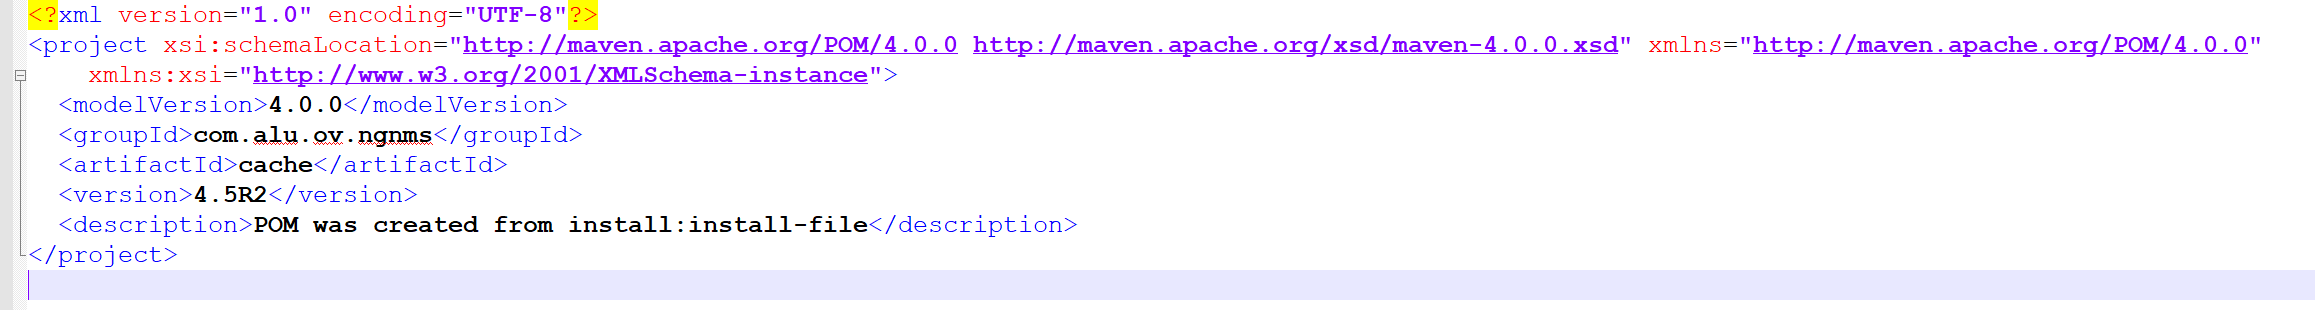 <?xml version="1.0" encoding="UTF-8"?>
<project xsi:schemaLocation="http://maven.apache.org/POM/4.0.0 http://maven.apache.org/xsd/maven-4.0.0.xsd" xmlns="http://maven.apache.org/POM/4.0.0"
    xmlns:xsi="http://www.w3.org/2001/XMLSchema-instance">
  <modelVersion>4.0.0</modelVersion>
  <groupId>com.alu.ov.ngnms</groupId>
  <artifactId>cache</artifactId>
  <version>4.5R2</version>
  <description>POM was created from install:install-file</description>
</project>